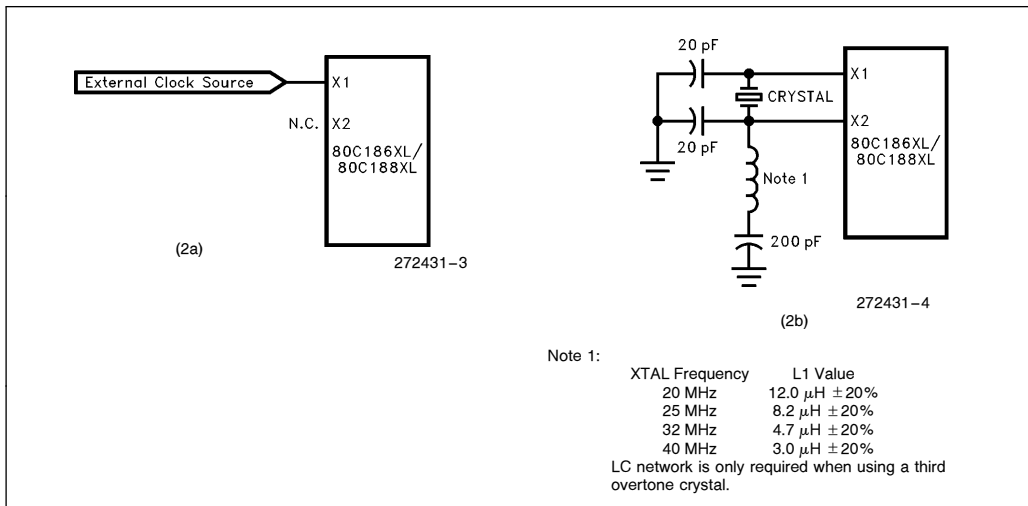 External Clock Source
X1
N.C.
X2
80C186XL/
80C188XL
(2a)
272431-3
20 pF
X1
CRYSTAL
X2
20 pF
80C186XL/
80C188XL
Note 1
200 pF
272431-4
(2b)
Note 1:
XTAL Frequency L1 Value
20 MHz 12.0 μH ±20%
25 MHz 8.2 μH ±20%
32 MHz 4.7 μH ±20%
40 MHz 3.0 μH ±20%
LC network is only required when using a third
overtone crystal.